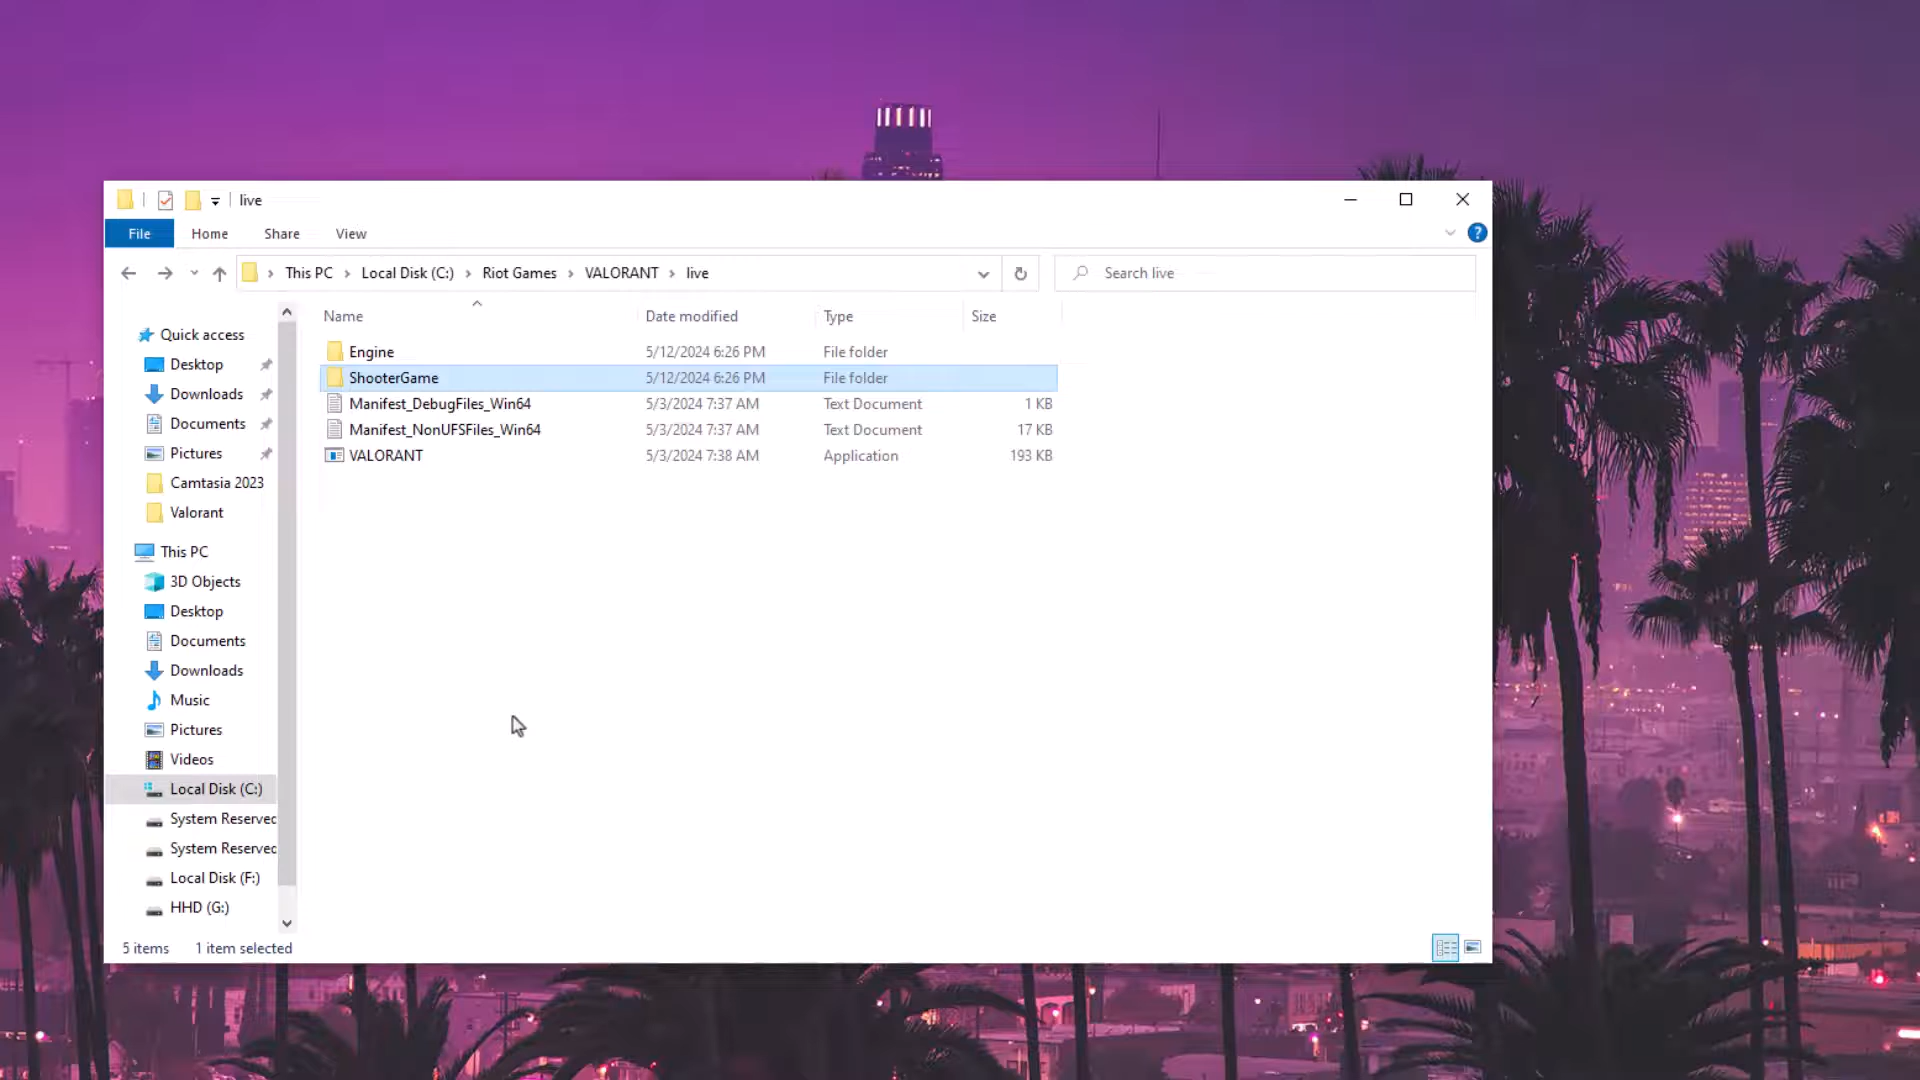 live
File Home Share View
?
This PC Local Disk (C:) Riot Games VALORANT live
Search live
Name Date modified Type Size
Engine 5/12/2024 6:26 PM File folder
ShooterGame 5/12/2024 6:26 PM File folder
Manifest_DebugFiles_Win64 5/3/2024 7:37 AM Text Document 1 KB
Manifest_NonUFSFiles_Win64 5/3/2024 7:37 AM Text Document 17 KB
VALORANT 5/3/2024 7:38 AM Application 193 KB
Quick access
Desktop
Downloads
Documents
Pictures
Camtasia 2023
Valorant
This PC
3D Objects
Desktop
Documents
Downloads
Music
Pictures
Videos
Local Disk (C:)
System Reserved
System Reserved
Local Disk (F:)
HHD (G:)
5 items 1 item selected